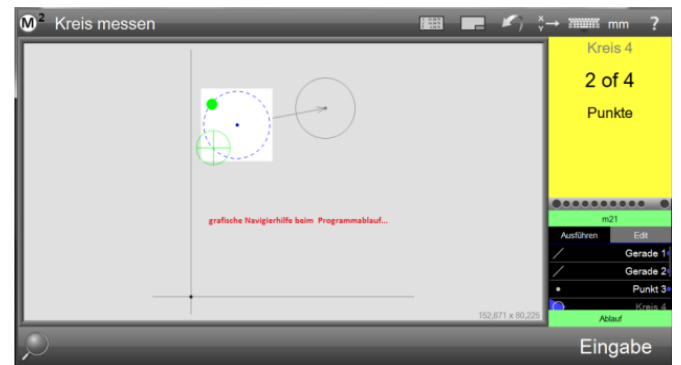 M² Kreis messen
X Y mm ?
Kreis 4
2 of 4
Punkte
grafische Navigierhilfe beim Programmablauf...
m21
Ausführen Edit
Gerade 1
Gerade 2
Punkt 3
Kreis 4
152,671 x 80,225
Ablauf
Eingabe